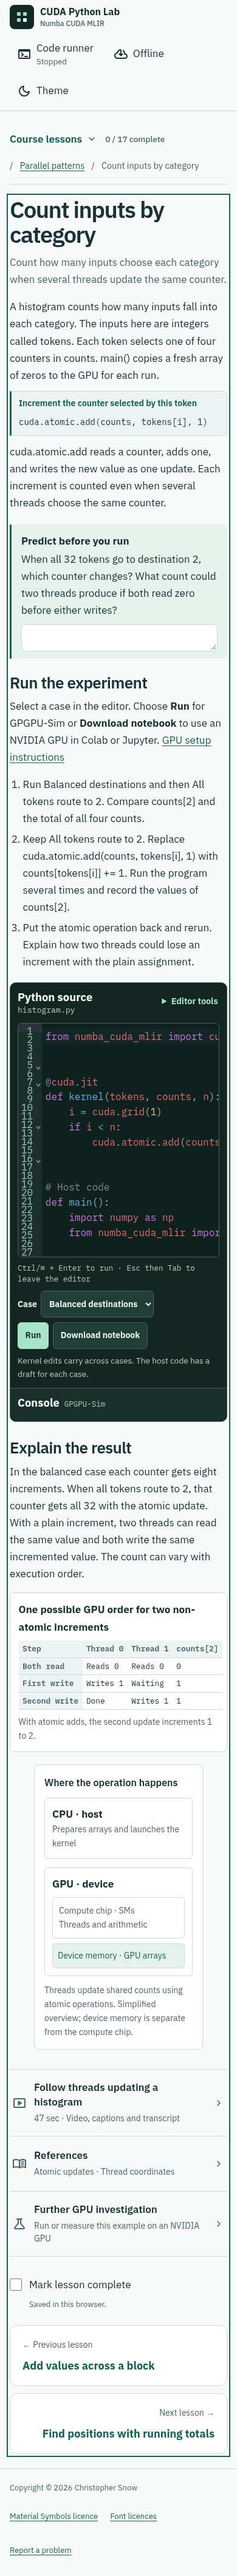 CUDA Python Lab
Numba CUDA MLIR
Code runner
Stopped
Offline
Theme
Course lessons
0 / 17 complete
/ Parallel patterns / Count inputs by category
Count inputs by
category
Count how many inputs choose each category
when several threads update the same counter.
A histogram counts how many inputs fall into
each category. The inputs here are integers
called tokens. Each token selects one of four
counters in counts. main() copies a fresh array
of zeros to the GPU for each run.
Increment the counter selected by this token
cuda.atomic.add(counts, tokens[i], 1)
cuda.atomic.add reads a counter, adds one,
and writes the new value as one update. Each
increment is counted even when several
threads choose the same counter.
Predict before you run
When all 32 tokens go to destination 2,
which counter changes? What count could
two threads produce if both read zero
before either writes?
Run the experiment
Select a case in the editor. Choose Run for
GPGPU-Sim or Download notebook to use an
NVIDIA GPU in Colab or Jupyter. GPU setup
instructions
1. Run Balanced destinations and then All
tokens route to 2. Compare counts[2] and
the total of all four counts.
2. Keep All tokens route to 2. Replace
cuda.atomic.add(counts, tokens[i], 1) with
counts[tokens[i]] += 1. Run the program
several times and record the values of
counts[2].
3. Put the atomic operation back and rerun.
Explain how two threads could lose an
increment with the plain assignment.
Python source
histogram.py
▶ Editor tools
1
2
3
4
5
6
7
8
9
10
11
12
13
14
15
16
17
18
19
20
21
22
23
24
25
26
27
from numba_cuda_mlir import cu
@cuda.jit
def kernel(tokens, counts, n):
i = cuda.grid(1)
if i < n:
cuda.atomic.add(counts
# Host code
def main():
import numpy as np
from numba_cuda_mlir impor
Ctrl/⌘ + Enter to run · Esc then Tab to
leave the editor
Case Balanced destinations
Run
Download notebook
Kernel edits carry across cases. The host code has a
draft for each case.
Console GPGPU-Sim
Explain the result
In the balanced case each counter gets eight
increments. When all tokens route to 2, that
counter gets all 32 with the atomic update.
With a plain increment, two threads can read
the same value and both write the same
incremented value. The count can vary with
execution order.
One possible GPU order for two non-
atomic increments
Step Thread 0 Thread 1 counts[2]
Both read Reads 0 Reads 0 0
First write Writes 1 Waiting 1
Second write Done Writes 1 1
With atomic adds, the second update increments 1
to 2.
Where the operation happens
CPU · host
Prepares arrays and launches the
kernel
GPU · device
Compute chip · SMs
Threads and arithmetic
Device memory · GPU arrays
Threads update shared counts using
atomic operations. Simplified
overview; device memory is separate
from the compute chip.
Follow threads updating a
histogram
47 sec · Video, captions and transcript
References
Atomic updates · Thread coordinates
Further GPU investigation
Run or measure this example on an NVIDIA
GPU
Mark lesson complete
Saved in this browser.
← Previous lesson
Add values across a block
Next lesson →
Find positions with running totals
Copyright © 2026 Christopher Snow
Material Symbols licence
Font licences
Report a problem